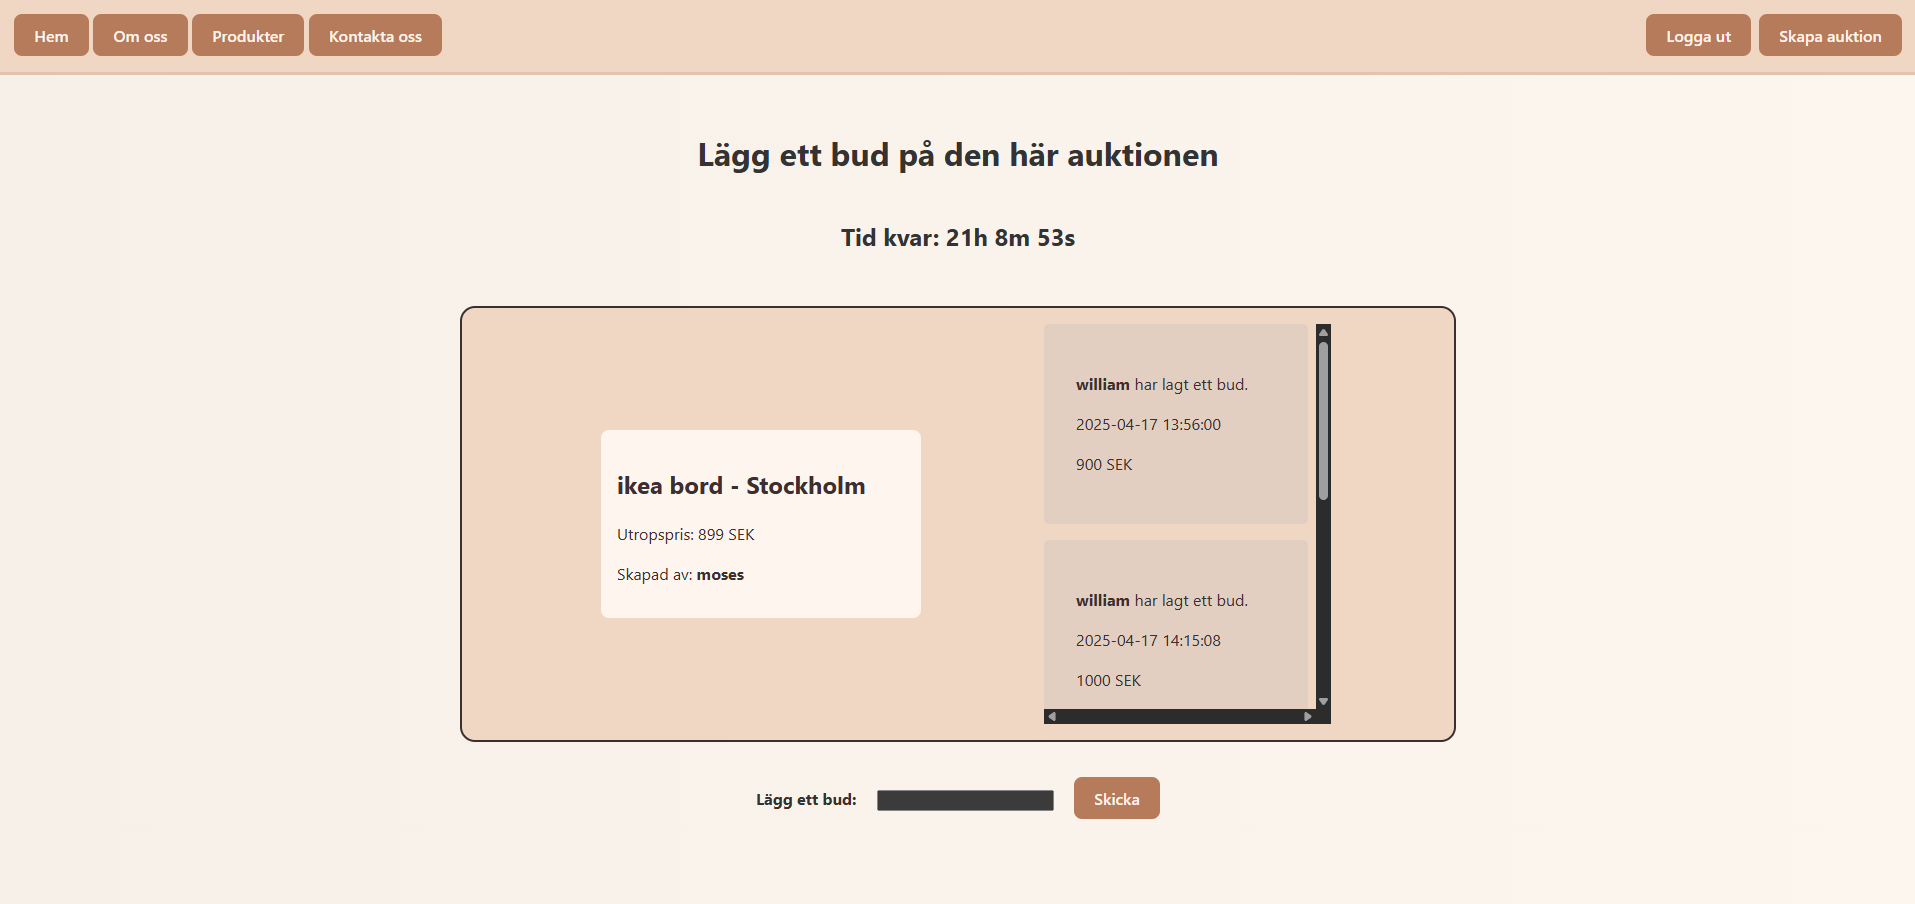 Hem Om oss Produkter Kontakta oss Logga ut Skapa auktion
Lägg ett bud på den här auktionen
Tid kvar: 21h 8m 53s
ikea bord - Stockholm
Utropspris: 899 SEK
Skapad av: moses
william har lagt ett bud.
2025-04-17 13:56:00
900 SEK
william har lagt ett bud.
2025-04-17 14:15:08
1000 SEK
Lägg ett bud: Skicka